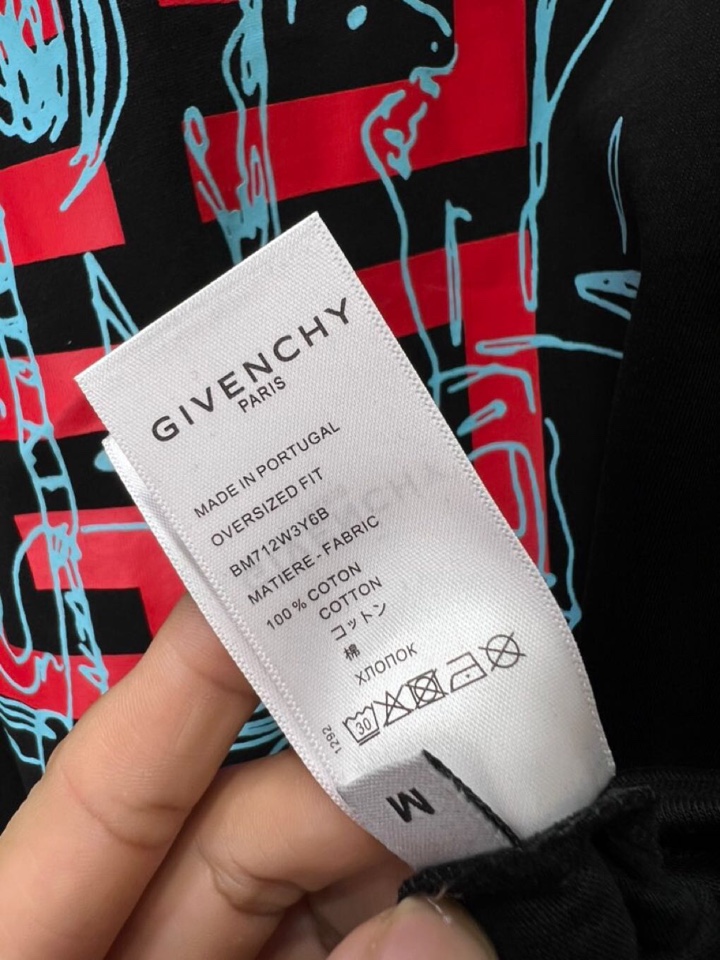 GIVENCHY
PARIS
MADE IN PORTUGAL
OVERSIZED FIT
BM712W3Y6B
MATIERE - FABRIC
100 % COTON
COTTON
コットン
棉
ХЛОПОК
30
1292
M